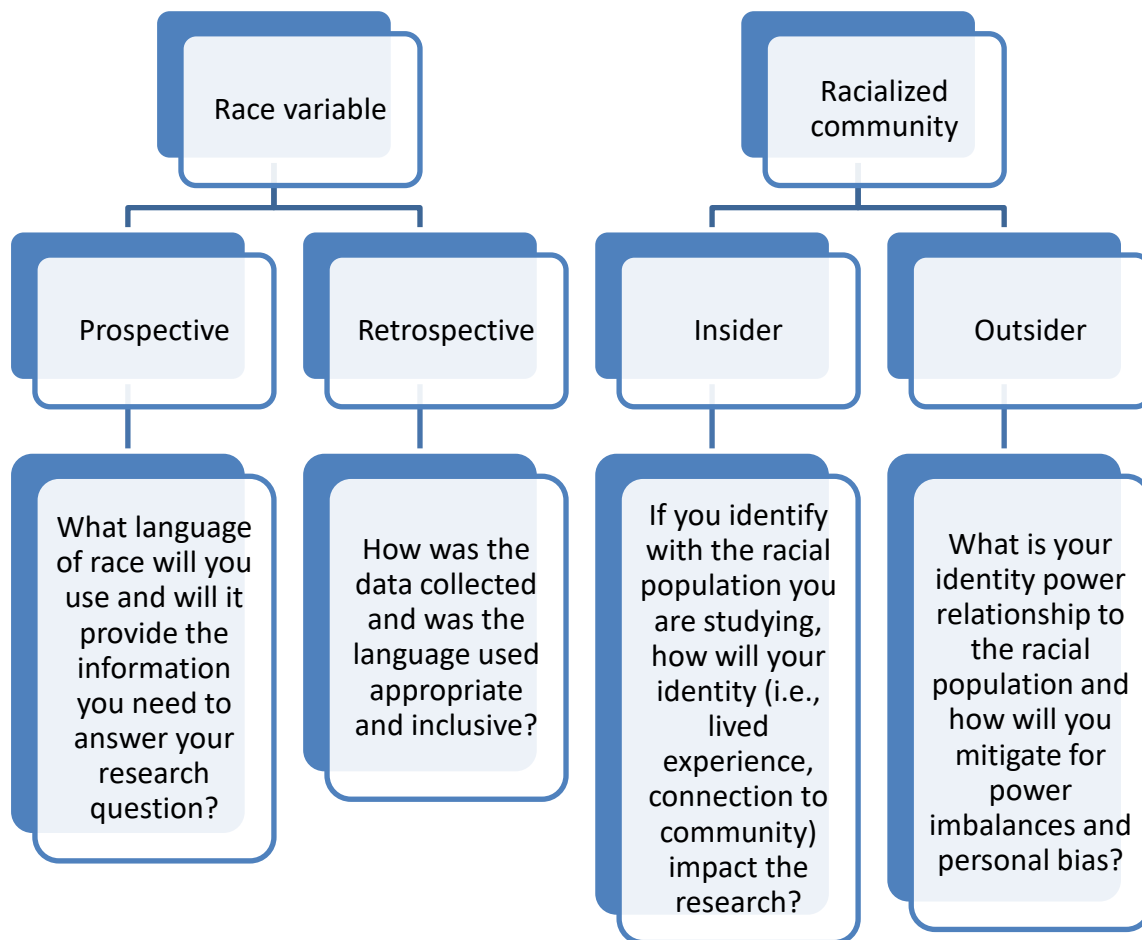 Race variable
Racialized
community
Prospective
Retrospective
Insider
Outsider
What language
of race will you
use and will it
provide the
information
you need to
answer your
research
question?
How was the
data collected
and was the
language used
appropriate
and inclusive?
If you identify
with the racial
population you
are studying,
how will your
identity (i.e.,
lived
experience,
connection to
community)
impact the
research?
What is your
identity power
relationship to
the racial
population and
how will you
mitigate for
power
imbalances and
personal bias?